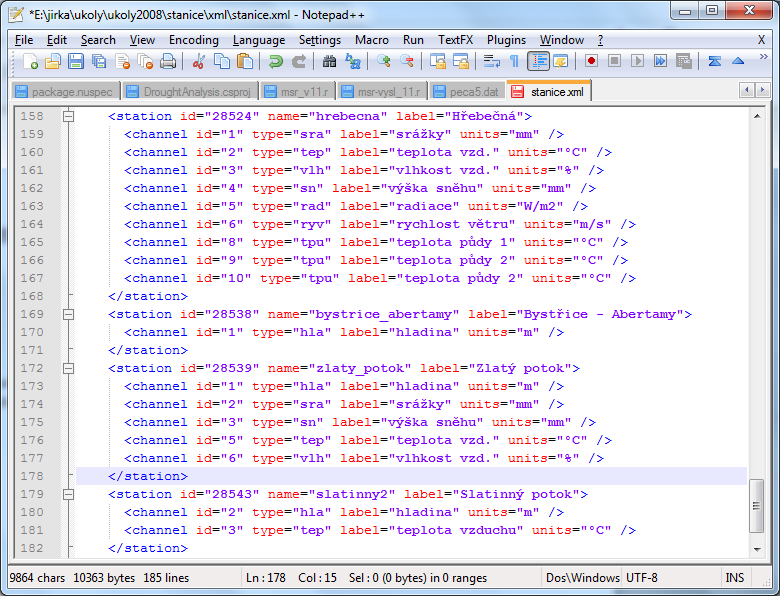 *E:\jirka\ukoly\ukoly2008\stanice\xml\stanice.xml - Notepad++
File Edit Search View Encoding Language Settings Macro Run TextFX Plugins Window ? X
package.nuspec DroughtAnalysis.csproj msr_v11.r msr-vysl_11.r peca5.dat stanice.xml
158 <station id="28524" name="hrebecna" label="Hřebečná">
159 <channel id="1" type="sra" label="srážky" units="mm" />
160 <channel id="2" type="tep" label="teplota vzd." units="°C" />
161 <channel id="3" type="vlh" label="vlhkost vzd." units="%" />
162 <channel id="4" type="sn" label="výška sněhu" units="mm" />
163 <channel id="5" type="rad" label="radiace" units="W/m2" />
164 <channel id="6" type="ryv" label="rychlost větru" units="m/s" />
165 <channel id="8" type="tpu" label="teplota půdy 1" units="°C" />
166 <channel id="9" type="tpu" label="teplota půdy 2" units="°C" />
167 <channel id="10" type="tpu" label="teplota půdy 2" units="°C" />
168 </station>
169 <station id="28538" name="bystrice_abertamy" label="Bystřice - Abertamy">
170 <channel id="1" type="hla" label="hladina" units="m" />
171 </station>
172 <station id="28539" name="zlaty_potok" label="Zlatý potok">
173 <channel id="1" type="hla" label="hladina" units="m" />
174 <channel id="2" type="sra" label="srážky" units="mm" />
175 <channel id="3" type="sn" label="výška sněhu" units="mm" />
176 <channel id="5" type="tep" label="teplota vzd." units="°C" />
177 <channel id="6" type="vlh" label="vlhkost vzd." units="%" />
178 </station>
179 <station id="28543" name="slatinny2" label="Slatinný potok">
180 <channel id="2" type="hla" label="hladina" units="m" />
181 <channel id="3" type="tep" label="teplota vzduchu" units="°C" />
182 </station>
9864 chars 10363 bytes 185 lines Ln : 178 Col : 15 Sel : 0 (0 bytes) in 0 ranges Dos\Windows UTF-8 INS